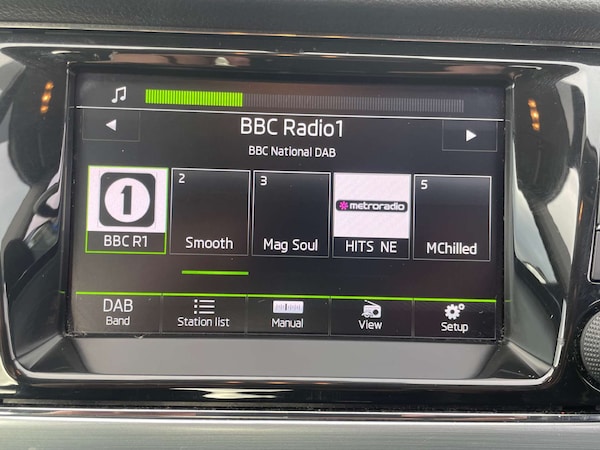 BBC Radio1
BBC National DAB
1
BBC R1
2
Smooth
3
Mag Soul
metroradio
HITS NE
5
MChilled
DAB
Band
Station list
Manual
View
Setup